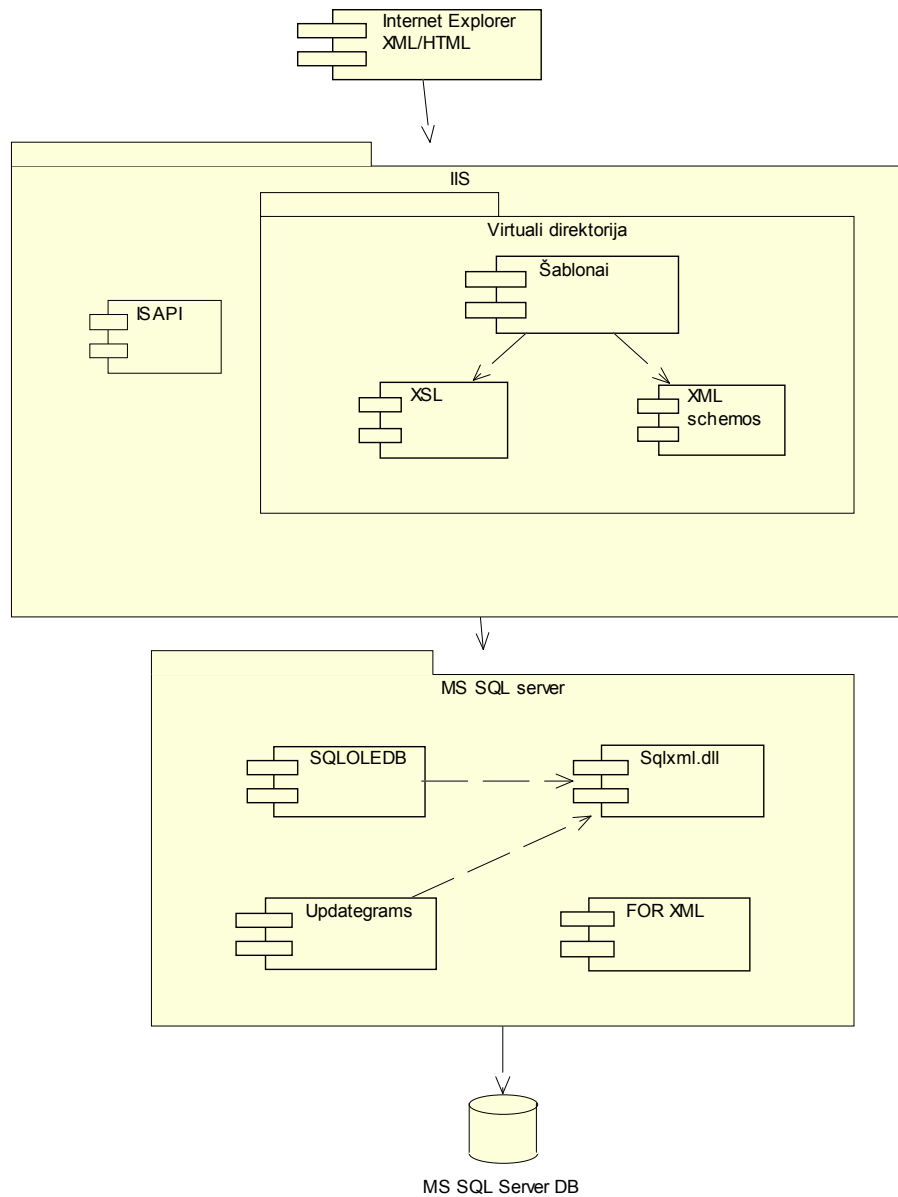 Internet Explorer
XML/HTML
IIS
Virtuali direktorija
Šablonai
ISAPI
XSL
XML
schemos
MS SQL server
SQLOLEDB
Sqlxml.dll
Updategrams
FOR XML
MS SQL Server DB